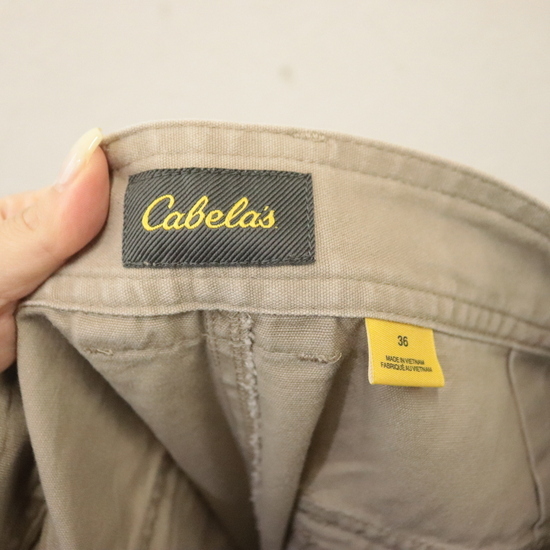 Cabela's
36
MADE IN VIETNAM
FABRIQUÉ AU VIETNAM